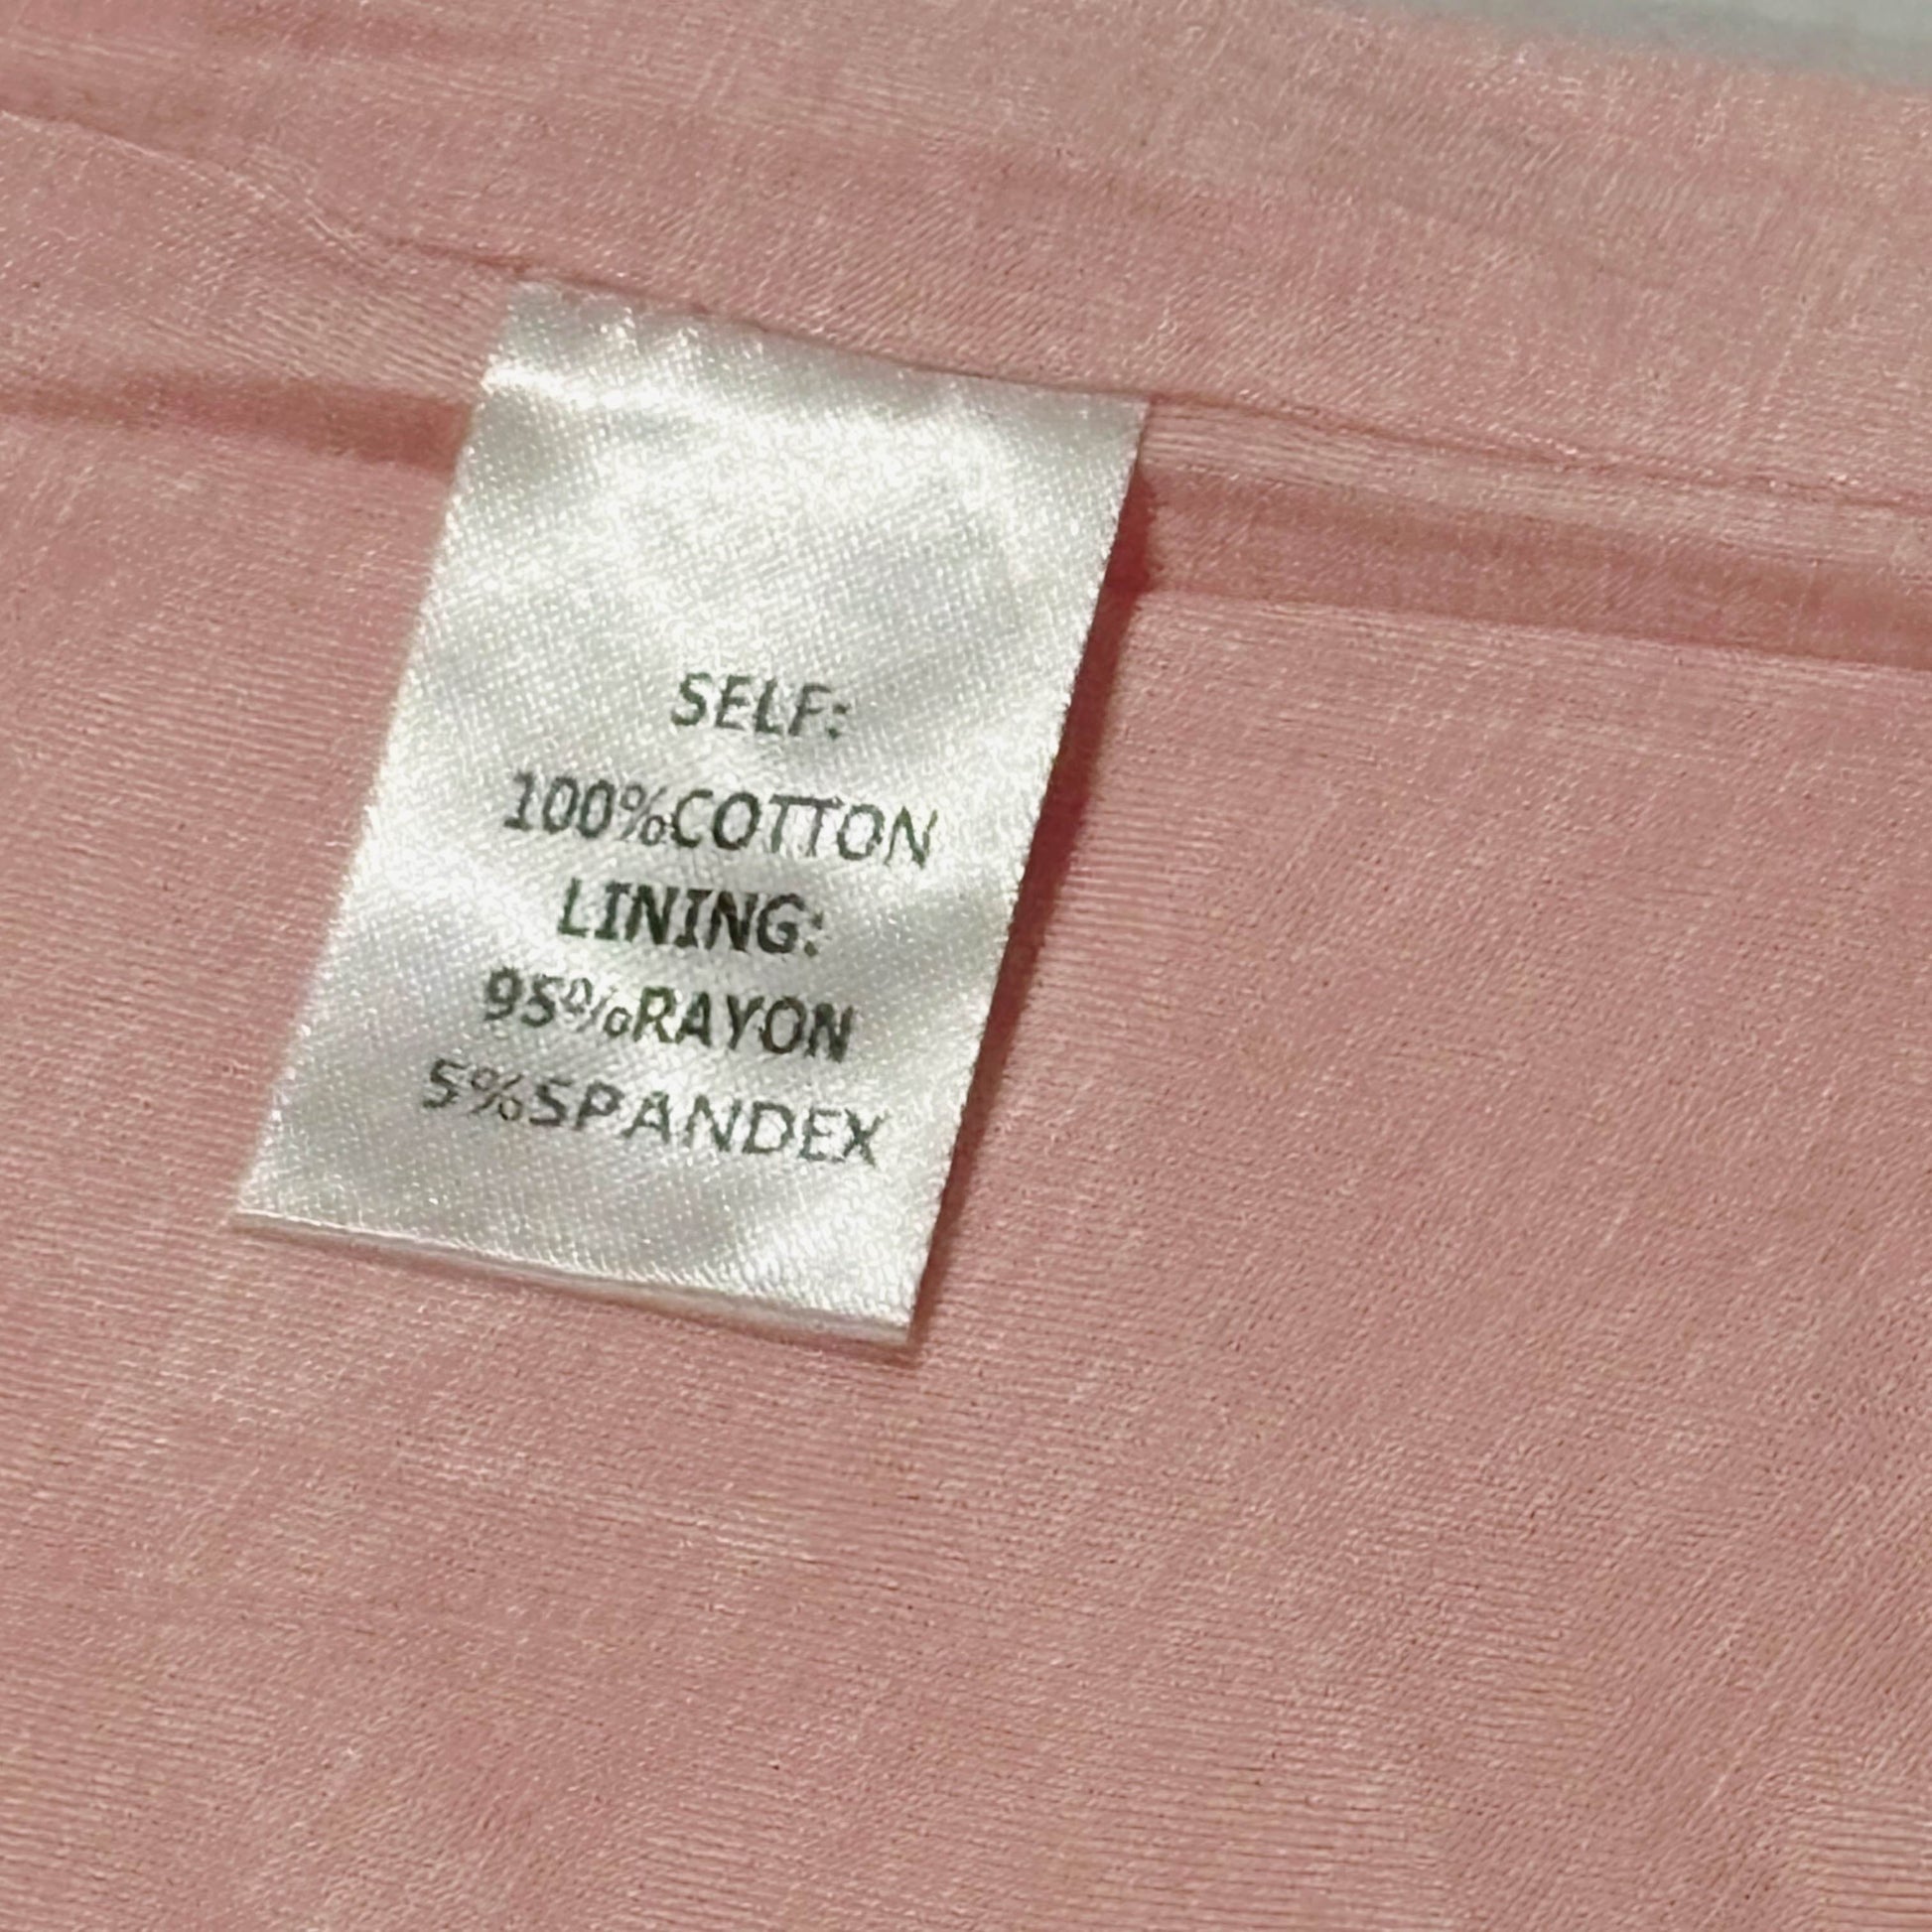 SELF:
100%COTTON
LINING:
95%RAYON
5%SPANDEX